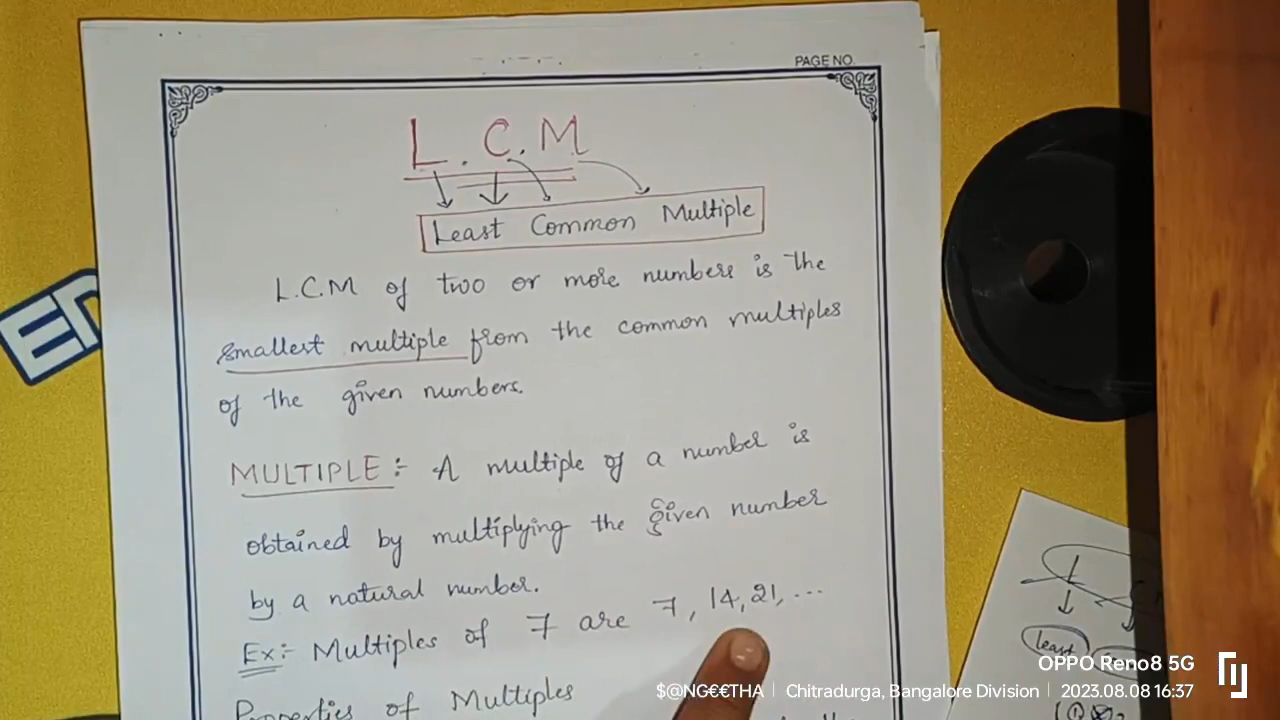 PAGE NO.
L.C.M
Least Common Multiple
L.C.M of two or more numbers is the
smallest multiple from the common multiples
of the given numbers.
MULTIPLE:- A multiple of a number is
obtained by multiplying the given number
by a natural number.
Ex:- Multiples of 7 are 7, 14, 21, ...
Properties of Multiples
least
OPPO Reno8 5G
$@NG€€THA | Chitradurga, Bangalore Division | 2023.08.08 16:37